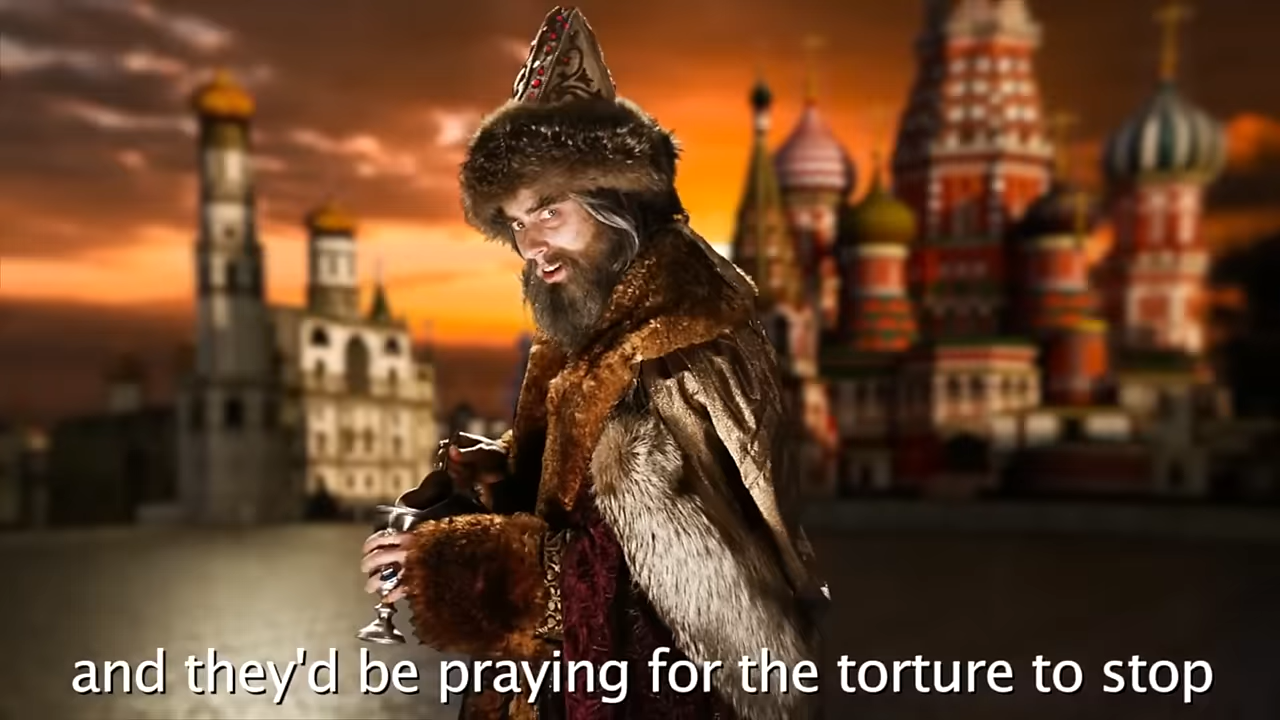 and they'd be praying for the torture to stop